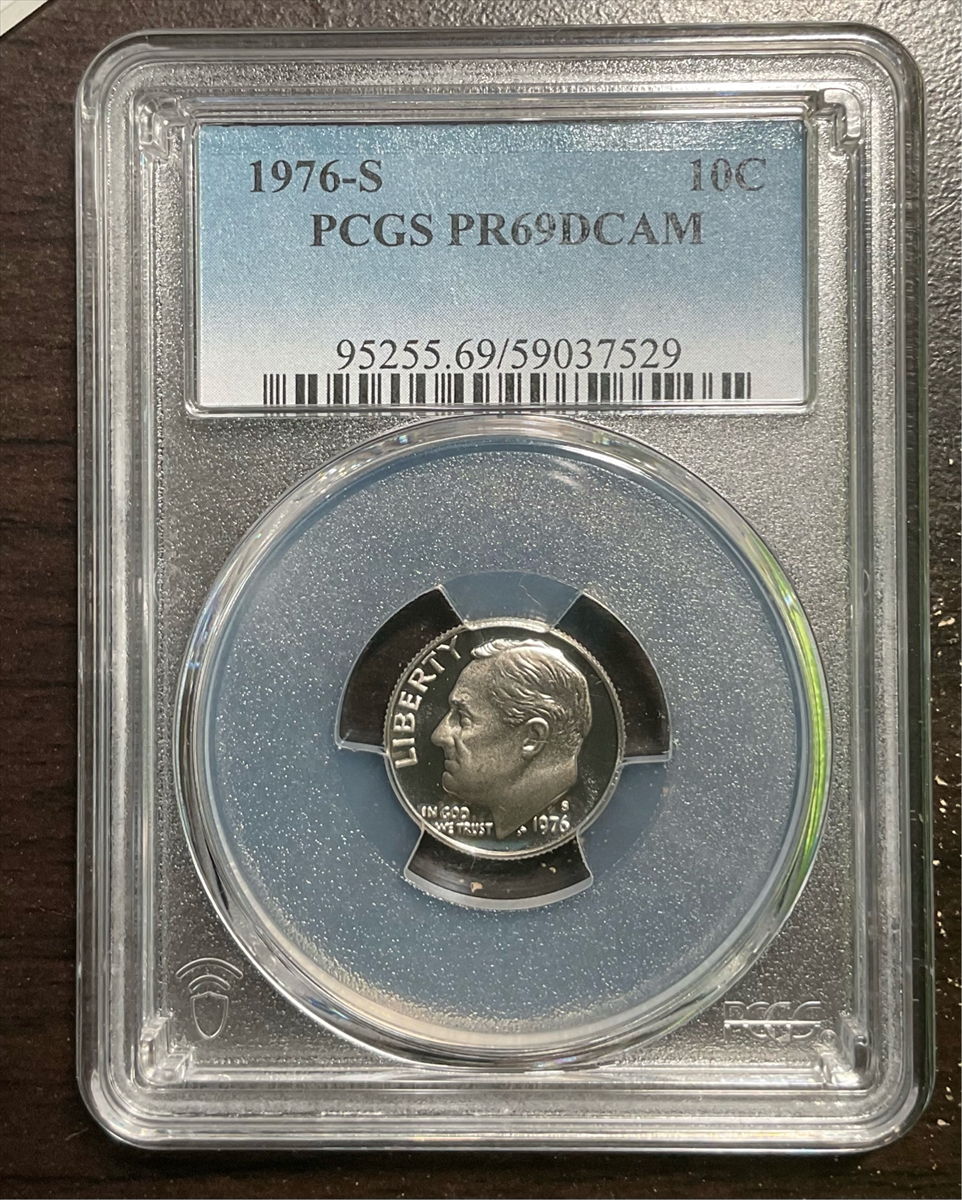 1976-S 10C
PCGS PR69DCAM
95255.69/59037529
LIBERTY
IN GOD
WE TRUST
S
1976
PCGS